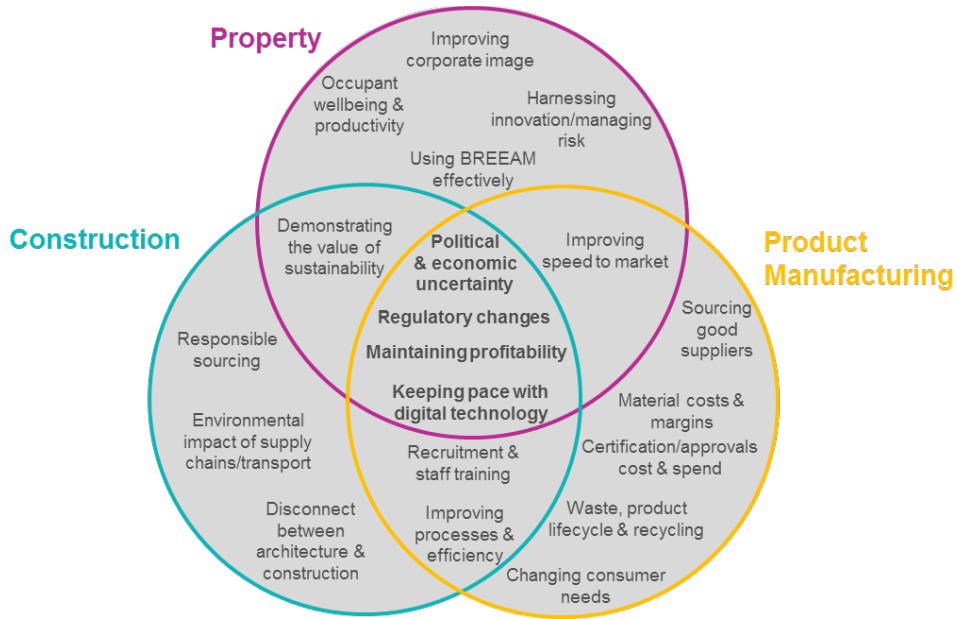 Property
Improving
corporate image
Occupant
wellbeing &
productivity
Harnessing
innovation/managing
risk
Using BREEAM
effectively
Construction
Demonstrating
the value of
sustainability
Political
& economic
uncertainty
Improving
speed to market
Product
Manufacturing
Regulatory changes
Maintaining profitability
Keeping pace with
digital technology
Responsible
sourcing
Sourcing
good
suppliers
Environmental
impact of supply
chains/transport
Material costs &
margins
Certification/approvals
cost & spend
Recruitment &
staff training
Disconnect
between
architecture &
construction
Improving
processes &
efficiency
Waste, product
lifecycle & recycling
Changing consumer
needs